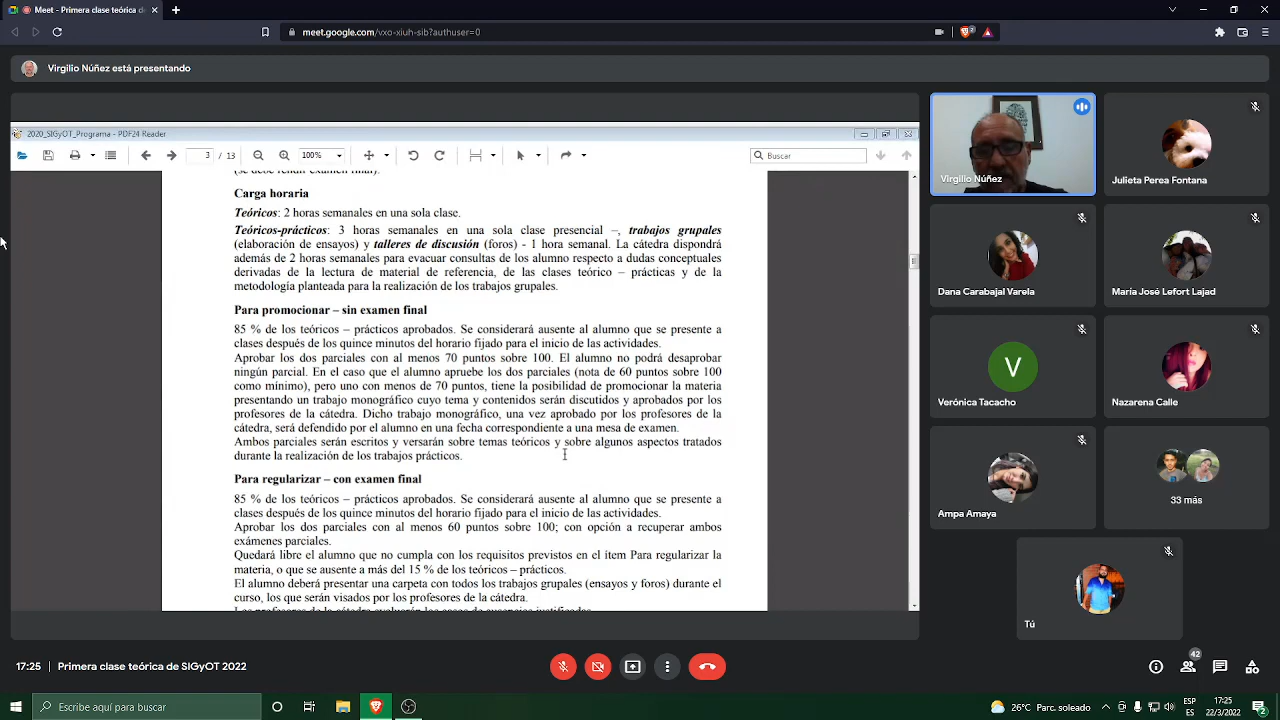 Meet - Primera clase teórica de
meet.google.com/vxo-xiuh-sib?authuser=0
Virgilio Núñez está presentando
2020_SIGyOT_Programa - PDF24 Reader
3 / 13
100%
Buscar
(se debe rendir examen final).
Carga horaria
Teóricos: 2 horas semanales en una sola clase.
Teóricos-prácticos: 3 horas semanales en una sola clase presencial –, trabajos grupales
(elaboración de ensayos) y talleres de discusión (foros) - 1 hora semanal. La cátedra dispondrá
además de 2 horas semanales para evacuar consultas de los alumno respecto a dudas conceptuales
derivadas de la lectura de material de referencia, de las clases teórico – prácticas y de la
metodología planteada para la realización de los trabajos grupales.
Para promocionar – sin examen final
85 % de los teóricos – prácticos aprobados. Se considerará ausente al alumno que se presente a
clases después de los quince minutos del horario fijado para el inicio de las actividades.
Aprobar los dos parciales con al menos 70 puntos sobre 100. El alumno no podrá desaprobar
ningún parcial. En el caso que el alumno apruebe los dos parciales (nota de 60 puntos sobre 100
como mínimo), pero uno con menos de 70 puntos, tiene la posibilidad de promocionar la materia
presentando un trabajo monográfico cuyo tema y contenidos serán discutidos y aprobados por los
profesores de la cátedra. Dicho trabajo monográfico, una vez aprobado por los profesores de la
cátedra, será defendido por el alumno en una fecha correspondiente a una mesa de examen.
Ambos parciales serán escritos y versarán sobre temas teóricos y sobre algunos aspectos tratados
durante la realización de los trabajos prácticos.
Para regularizar – con examen final
85 % de los teóricos – prácticos aprobados. Se considerará ausente al alumno que se presente a
clases después de los quince minutos del horario fijado para el inicio de las actividades.
Aprobar los dos parciales con al menos 60 puntos sobre 100; con opción a recuperar ambos
exámenes parciales.
Quedará libre el alumno que no cumpla con los requisitos previstos en el ítem Para regularizar la
materia, o que se ausente a más del 15 % de los teóricos – prácticos.
El alumno deberá presentar una carpeta con todos los trabajos grupales (ensayos y foros) durante el
curso, los que serán visados por los profesores de la cátedra.
Los profesores de la cátedra evaluarán los casos de ausencias justificadas.
Virgilio Núñez
Julieta Perea Fontana
Dana Carabajal Varela
María José Lefort Lajad
V
Verónica Tacacho
Nazarena Calle
Ampa Amaya
33 más
Tú
17:25
Primera clase teórica de SIGyOT 2022
42
Escribe aquí para buscar
26°C Parc. soleado
ESP
17:25
22/3/2022
2